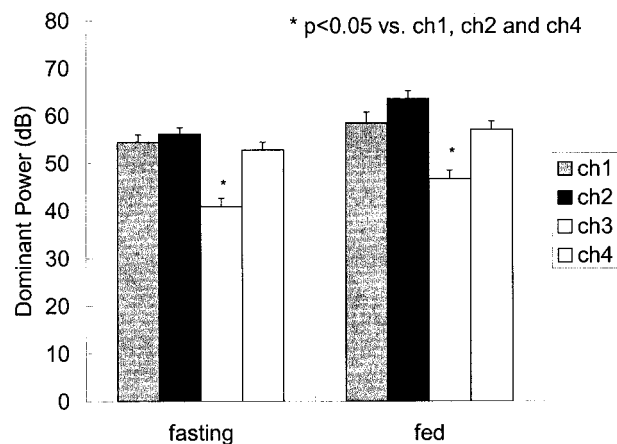 * p<0.05 vs. ch1, ch2 and ch4
Dominant Power (dB)
80
70
60
50
40
30
20
10
0
*
*
fasting
fed
ch1
ch2
ch3
ch4